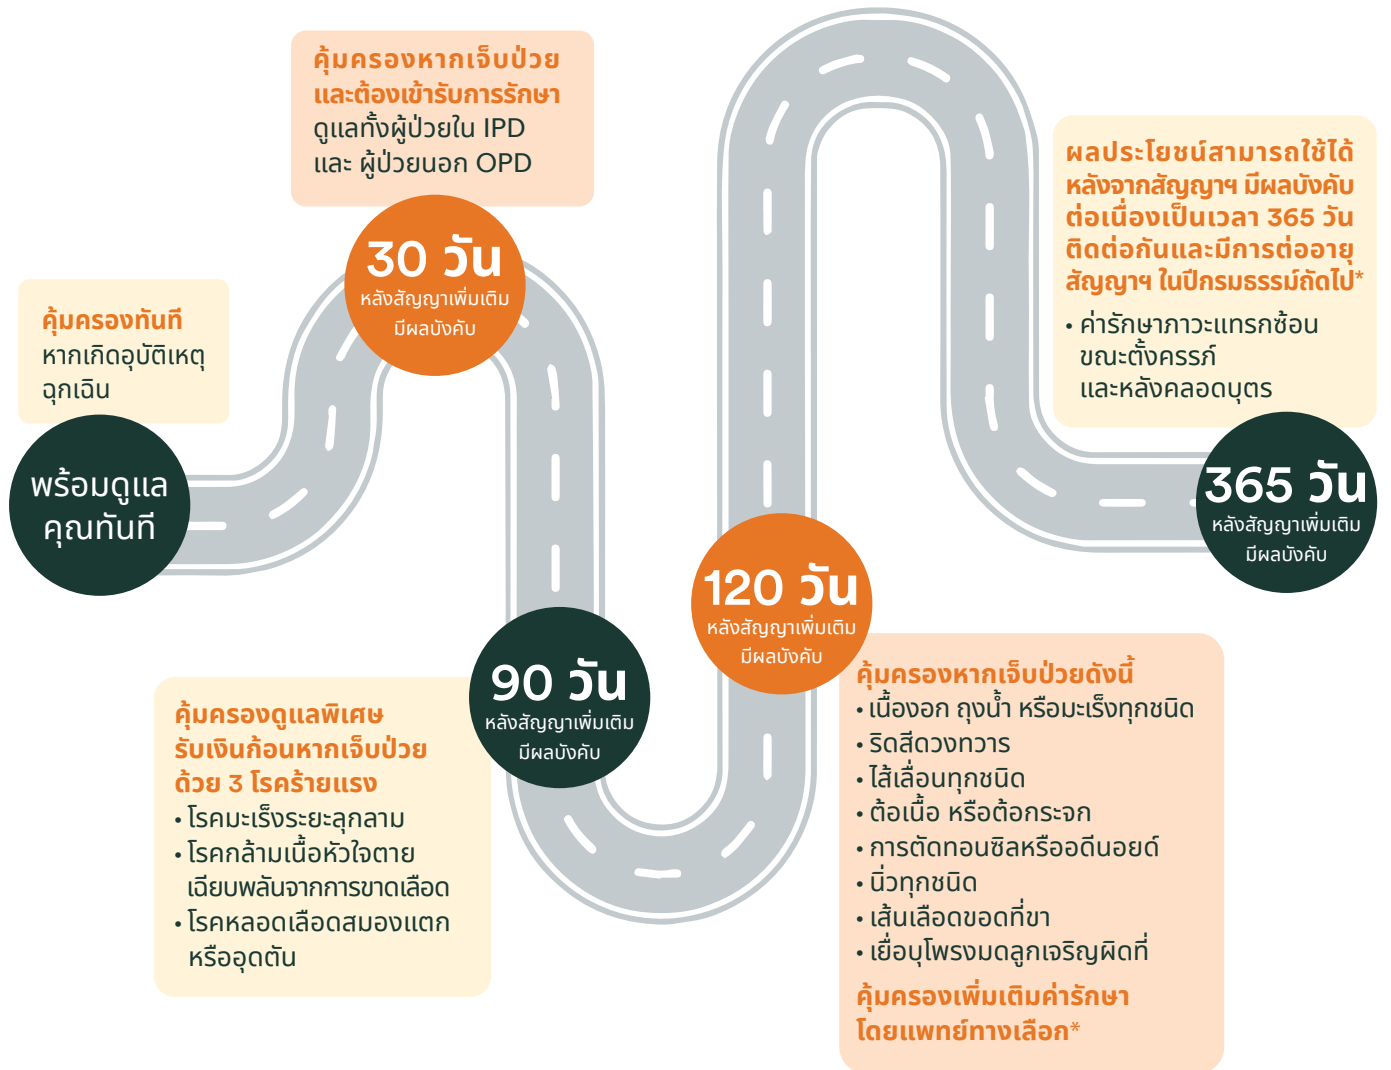 คุ้มครองทันที
หากเกิดอุบัติเหตุ
ฉุกเฉิน
พร้อมดูแล
คุณทันที
คุ้มครองหากเจ็บป่วย
และต้องเข้ารับการรักษา
ดูแลทั้งผู้ป่วยใน IPD
และ ผู้ป่วยนอก OPD
30 วัน
หลังสัญญาเพิ่มเติม
มีผลบังคับ
90 วัน
หลังสัญญาเพิ่มเติม
มีผลบังคับ
คุ้มครองดูแลพิเศษ
รับเงินก้อนหากเจ็บป่วย
ด้วย 3 โรคร้ายแรง
• โรคมะเร็งระยะลุกลาม
• โรคกล้ามเนื้อหัวใจตาย
เฉียบพลันจากการขาดเลือด
• โรคหลอดเลือดสมองแตก
หรืออุดตัน
120 วัน
หลังสัญญาเพิ่มเติม
มีผลบังคับ
คุ้มครองหากเจ็บป่วยดังนี้
• เนื้องอก ถุงน้ำ หรือมะเร็งทุกชนิด
• ริดสีดวงทวาร
• ไส้เลื่อนทุกชนิด
• ต้อเนื้อ หรือต้อกระจก
• การตัดทอนซิลหรืออดีนอยด์
• นิ่วทุกชนิด
• เส้นเลือดขอดที่ขา
• เยื่อบุโพรงมดลูกเจริญผิดที่
คุ้มครองเพิ่มเติมค่ารักษา
โดยแพทย์ทางเลือก*
ผลประโยชน์สามารถใช้ได้
หลังจากสัญญาฯ มีผลบังคับ
ต่อเนื่องเป็นเวลา 365 วัน
ติดต่อกันและมีการต่ออายุ
สัญญาฯ ในปีกรมธรรม์ถัดไป*
• ค่ารักษาภาวะแทรกซ้อน
ขณะตั้งครรภ์
และหลังคลอดบุตร
365 วัน
หลังสัญญาเพิ่มเติม
มีผลบังคับ